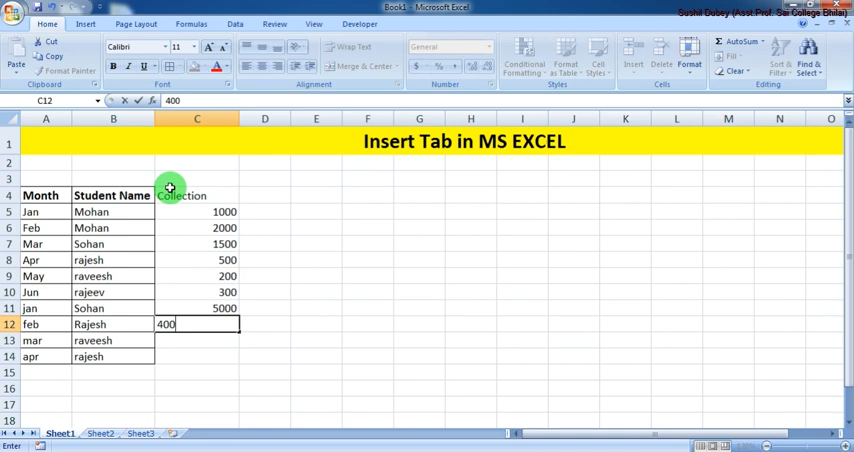 Book1 - Microsoft Excel
Sushil Dubey (Asst.Prof. Sai College Bhilai)
Home Insert Page Layout Formulas Data Review View Developer
Paste
Cut
Copy
Format Painter
Clipboard
Calibri 11
B I U
Font
Wrap Text
Merge & Center
Alignment
General
$ % ,
Number
Conditional Formatting
Format as Table
Cell Styles
Styles
Insert Delete Format
Cells
AutoSum
Fill
Clear
Sort & Filter
Find & Select
Editing
C12 fx 400
A B C D E F G H I J K L M N O
1 Insert Tab in MS EXCEL
2
3
4 Month Student Name Collection
5 Jan Mohan 1000
6 Feb Mohan 2000
7 Mar Sohan 1500
8 Apr rajesh 500
9 May raveesh 200
10 Jun rajeev 300
11 jan Sohan 5000
12 feb Rajesh 400
13 mar raveesh
14 apr rajesh
15
16
17
18
Sheet1 Sheet2 Sheet3
Enter